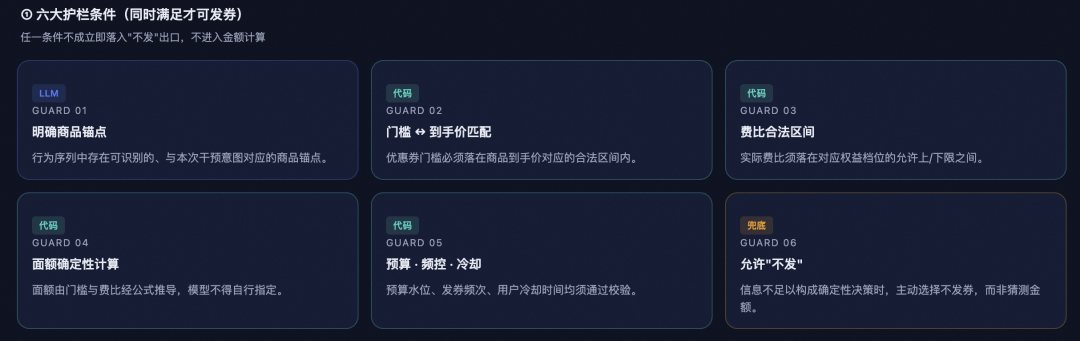 ① 六大护栏条件（同时满足才可发券）
任一条件不成立即落入"不发"出口，不进入金额计算
LLM
GUARD 01
明确商品锚点
行为序列中存在可识别的、与本次干预意图对应的商品锚点。
代码
GUARD 02
门槛 ↔ 到手价匹配
优惠券门槛必须落在商品到手价对应的合法区间内。
代码
GUARD 03
费比合法区间
实际费比须落在对应权益档位的允许上/下限之间。
代码
GUARD 04
面额确定性计算
面额由门槛与费比经公式推导，模型不得自行指定。
代码
GUARD 05
预算 · 频控 · 冷却
预算水位、发券频次、用户冷却时间均须通过校验。
兜底
GUARD 06
允许"不发"
信息不足以构成确定性决策时，主动选择不发券，而非猜测金
额。